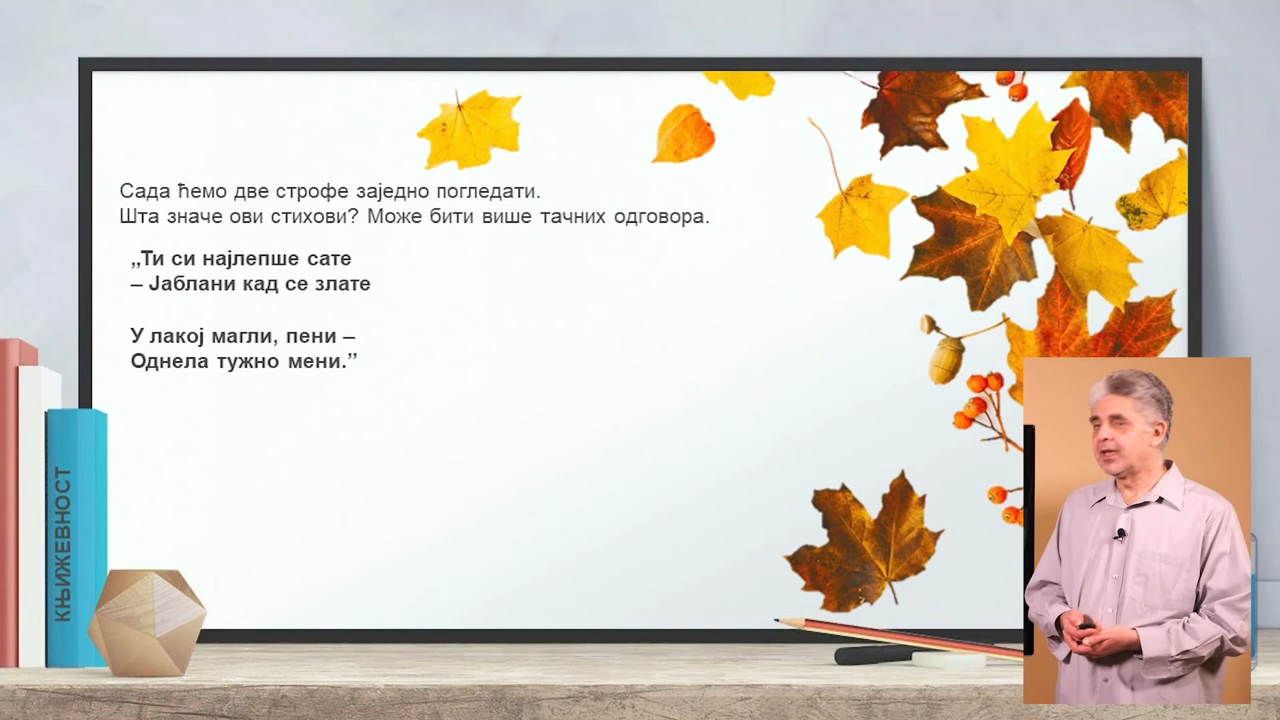 Сада ћемо две строфе заједно погледати.
Шта значе ови стихови? Може бити више тачних одговора.
„Ти си најлепше сате
– Јаблани кад се злате
У лакој магли, пени –
Однела тужно мени.”
КЊИЖЕВНОСТ